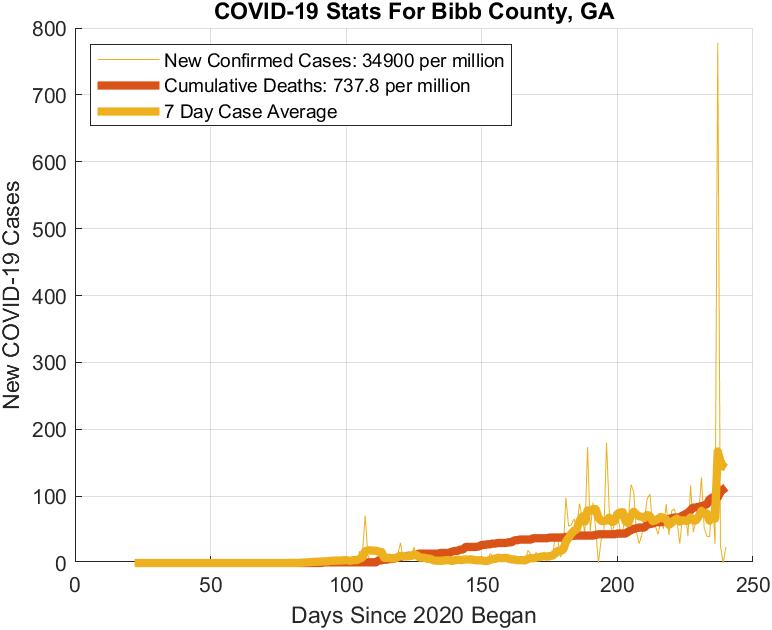 COVID-19 Stats For Bibb County, GA
800
New Confirmed Cases: 34900 per million
Cumulative Deaths: 737.8 per million
7 Day Case Average
700
600
500
400
300
200
100
0
New COVID-19 Cases
0 50 100 150 200 250
Days Since 2020 Began